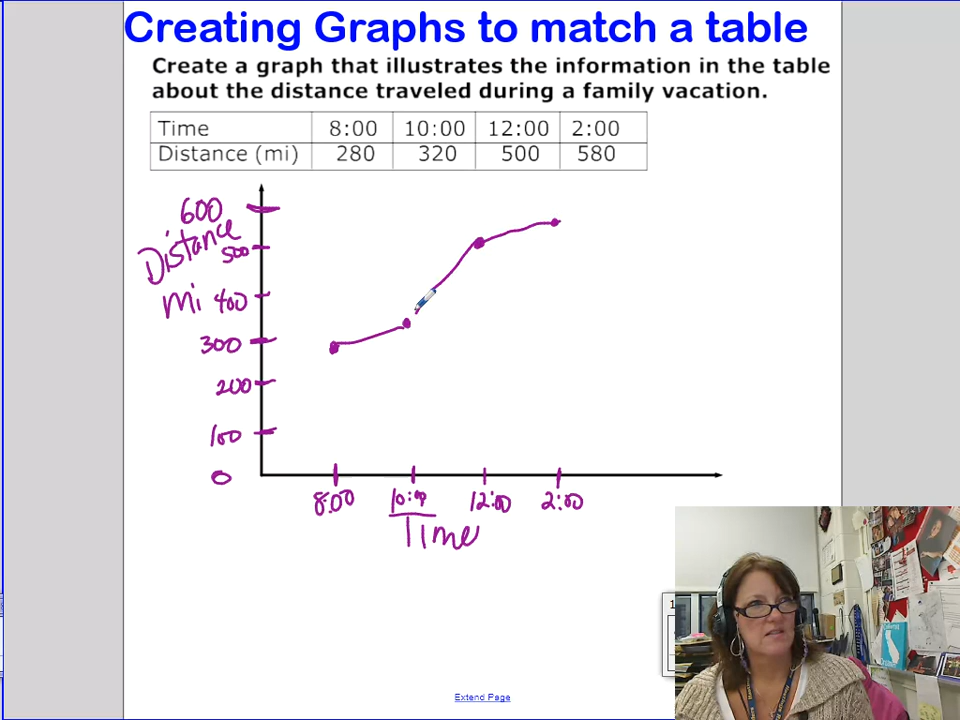 Creating Graphs to match a table
Create a graph that illustrates the information in the table
about the distance traveled during a family vacation.
Time 8:00 10:00 12:00 2:00
Distance (mi) 280 320 500 580
600
Distance
500
mi 400
300
200
100
0
8:00 10:00 12:00 2:00
Time
Extend Page